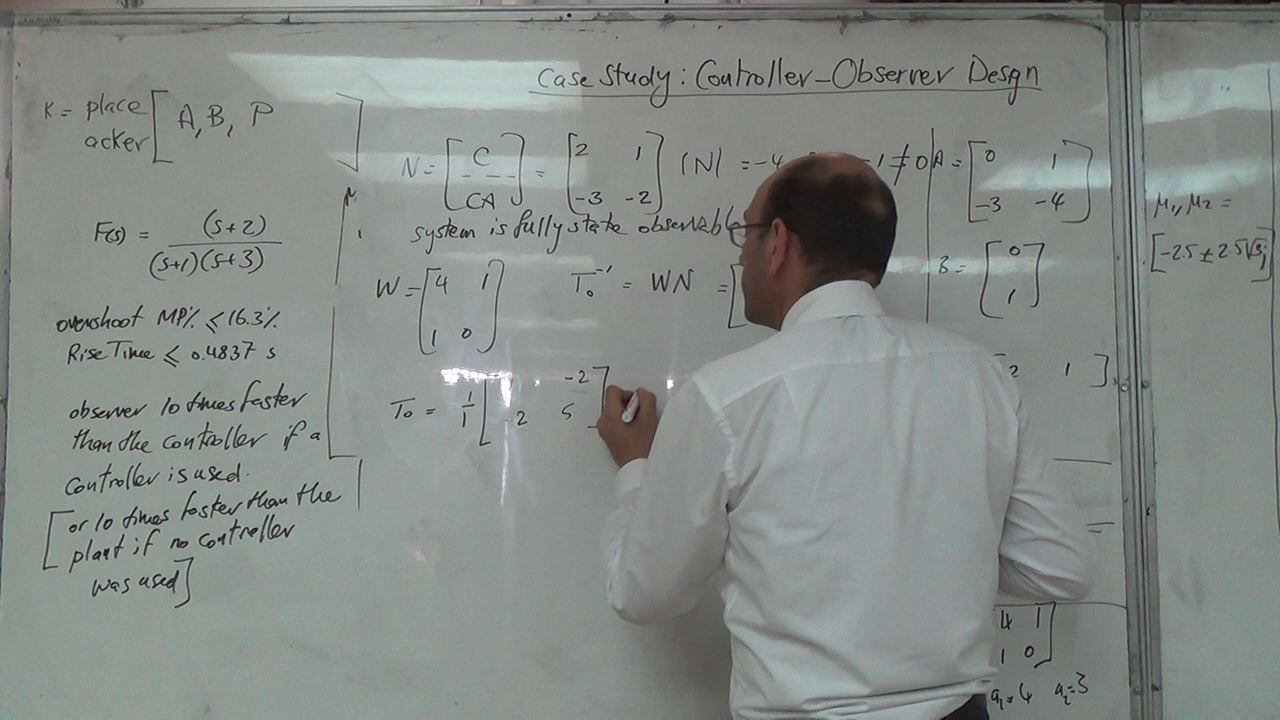 Case Study: Controller-Observer Design
K = place
acker [A, B, P ]
F(s) = (s+2)
(s+1)(s+3)
overshoot MP% ≤ 16.3%
Rise Time ≤ 0.4837 s
observer 10 times faster
than the controller if a
controller is used.
[or 10 times faster than the
plant if no controller
was used]
N = [C
CA] = [2 1
-3 -2] |N| = -4 -1 ≠ 0
system is fully state observable
W = [4 1
1 0]
T₀⁻¹ = WN = [
T₀ = 1/1 [ -2
-2 5 ]
A = [0 1
-3 -4]
B = [0
1]
2 1 ]
4 1
1 0 ]
a₁=4 a₂=3
μ₁, μ₂ =
[-2.5 ± 2.5√3j]